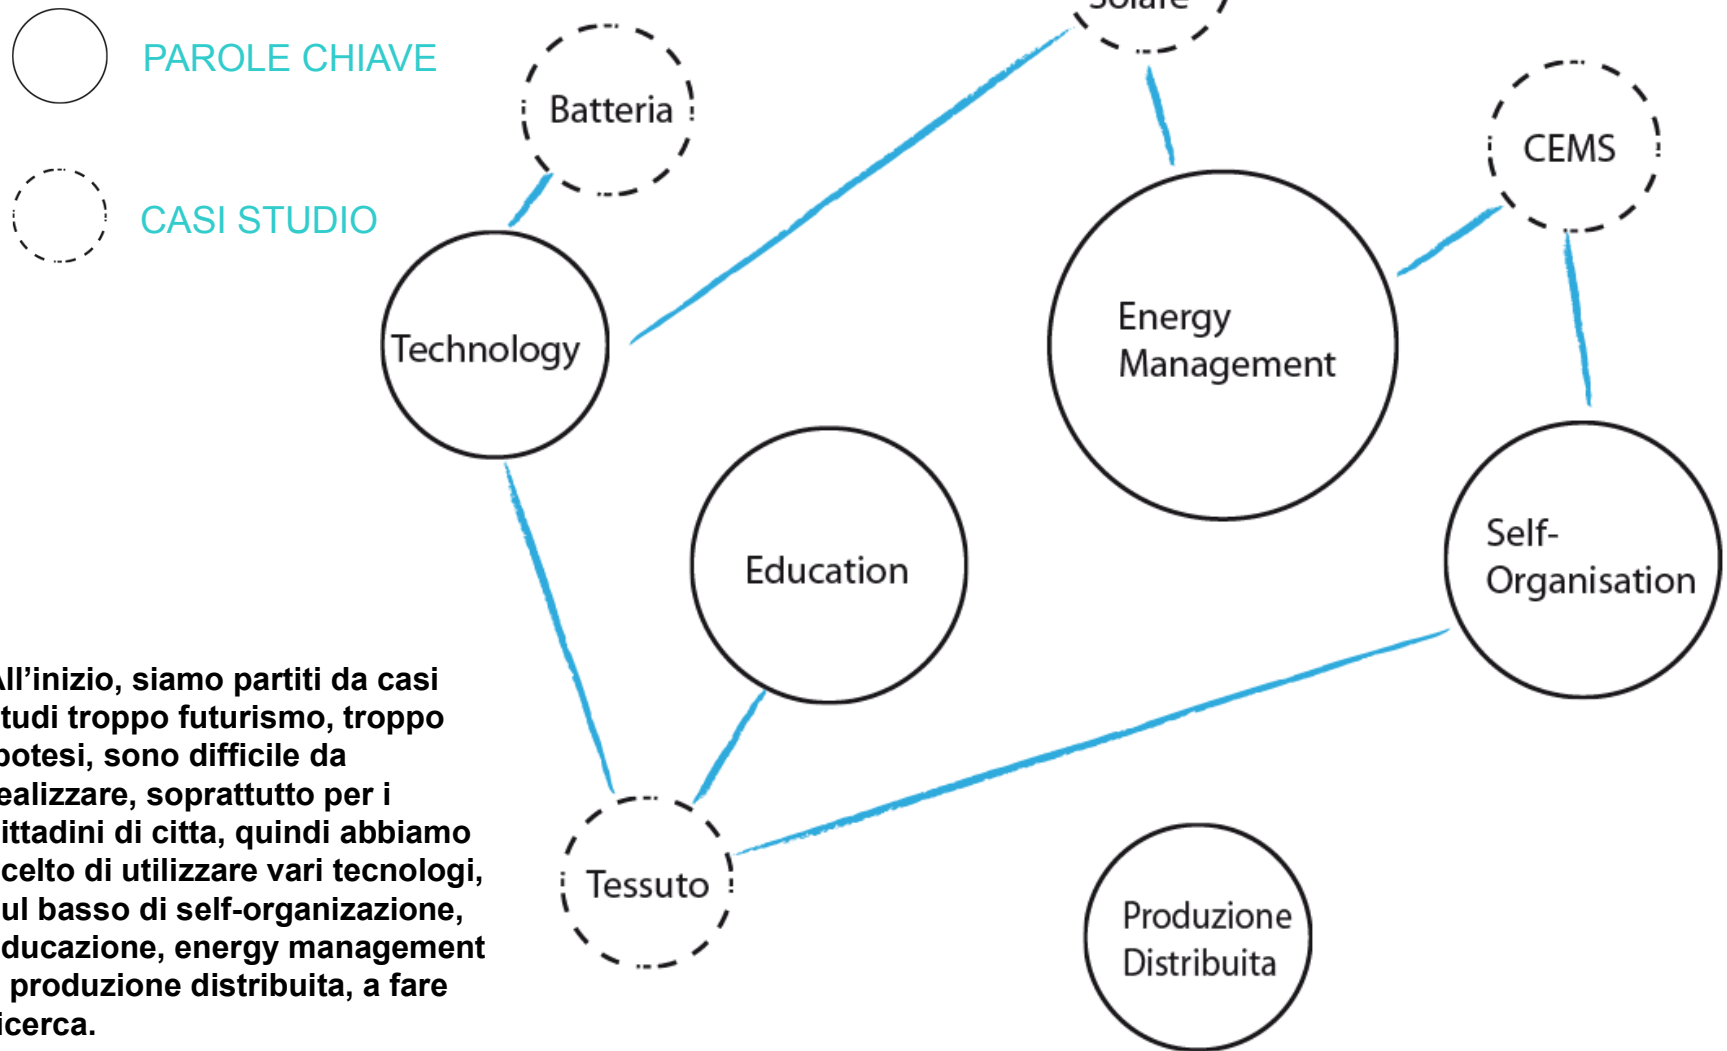 PAROLE CHIAVE
CASI STUDIO
Solare
Batteria
CEMS
Technology
Energy
Management
Education
Self-
Organisation
Tessuto
Produzione
Distribuita
All’inizio, siamo partiti da casi
tudi troppo futurismo, troppo
potesi, sono difficile da
ealizzare, soprattutto per i
ittadini di citta, quindi abbiamo
celto di utilizzare vari tecnologi,
ul basso di self-organizazione,
ducazione, energy management
produzione distribuita, a fare
icerca.